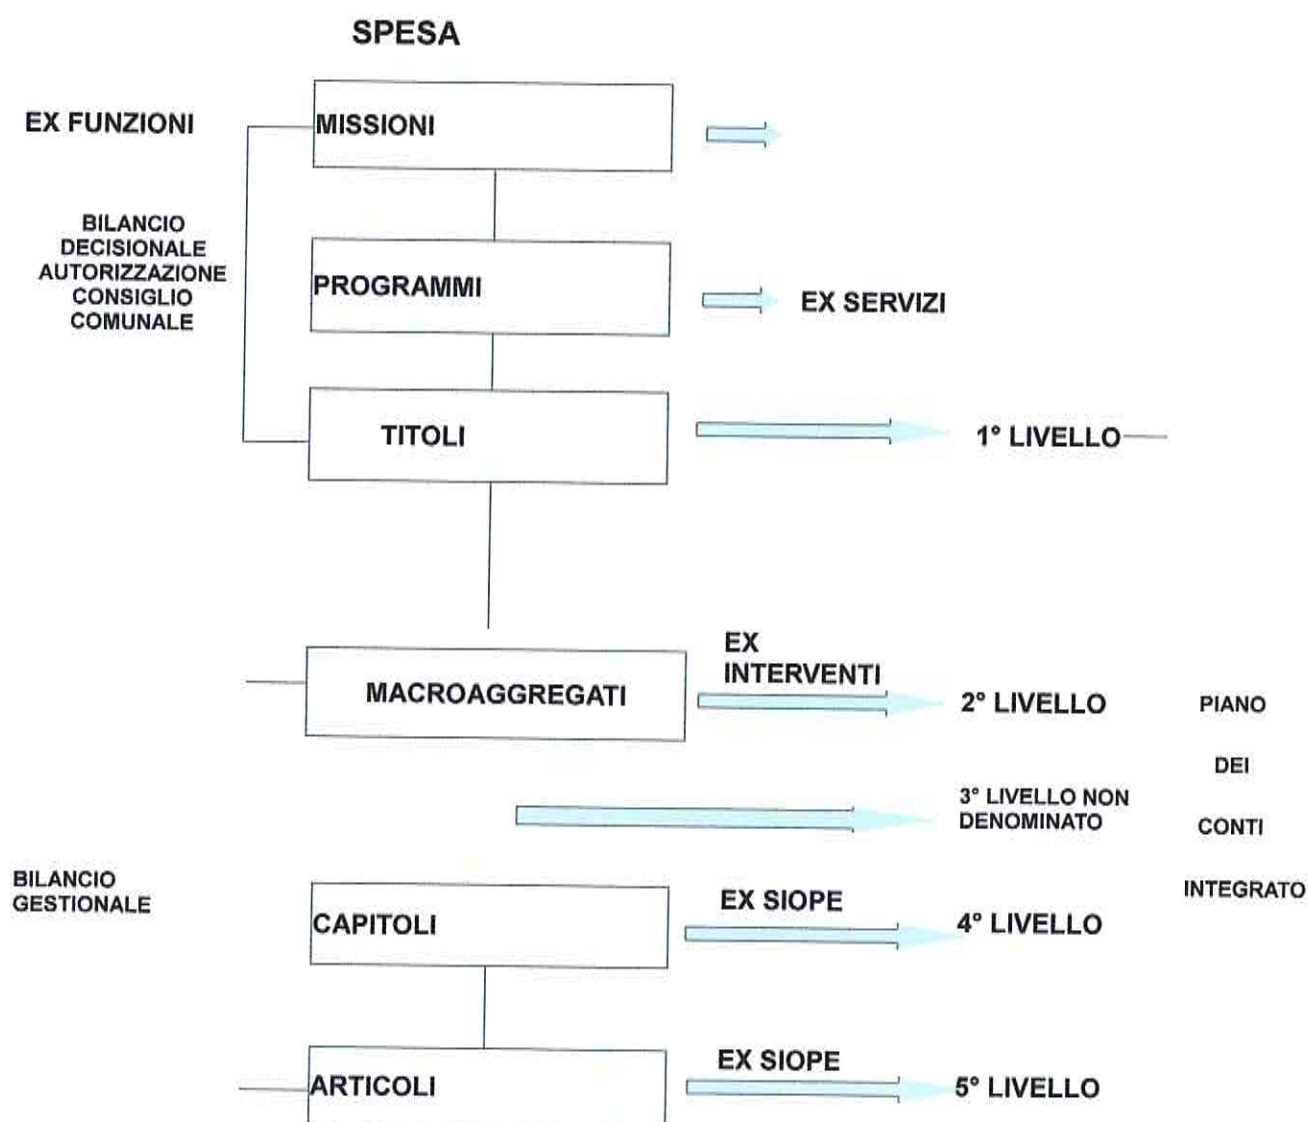 SPESA
EX FUNZIONI
MISSIONI
BILANCIO
DECISIONALE
AUTORIZZAZIONE
CONSIGLIO
COMUNALE
PROGRAMMI
EX SERVIZI
TITOLI
1° LIVELLO
MACROAGGREGATI
EX
INTERVENTI
2° LIVELLO
3° LIVELLO NON
DENOMINATO
PIANO
DEI
CONTI
INTEGRATO
BILANCIO
GESTIONALE
CAPITOLI
EX SIOPE
4° LIVELLO
ARTICOLI
EX SIOPE
5° LIVELLO